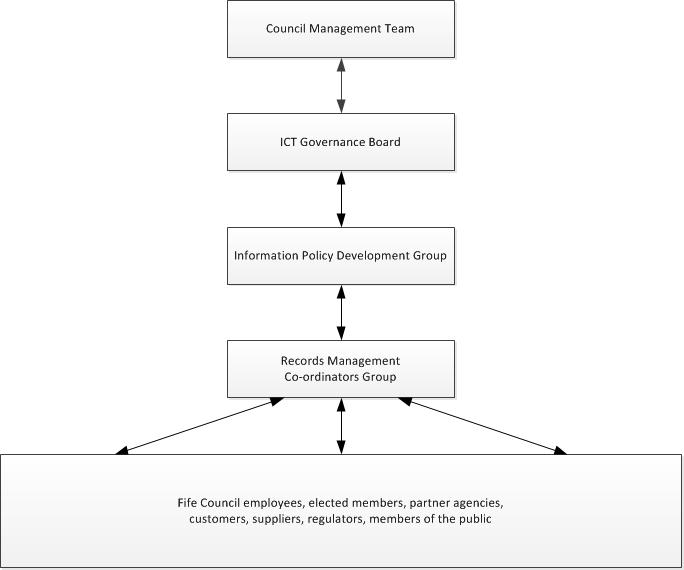 Council Management Team
ICT Governance Board
Information Policy Development Group
Records Management
Co-ordinators Group
Fife Council employees, elected members, partner agencies,
customers, suppliers, regulators, members of the public